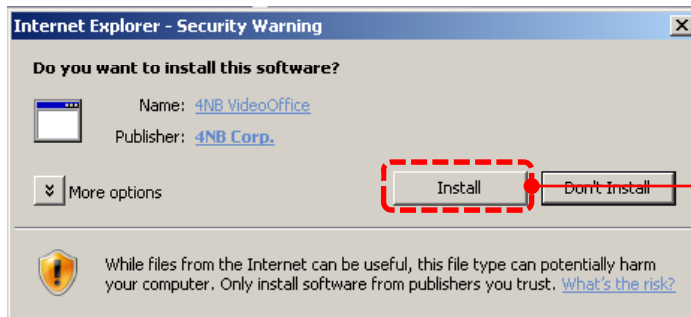 Internet Explorer - Security Warning
Do you want to install this software?
Name: 4NB VideoOffice
Publisher: 4NB Corp.
More options
Install
Don't Install
While files from the Internet can be useful, this file type can potentially harm
your computer. Only install software from publishers you trust. What's the risk?